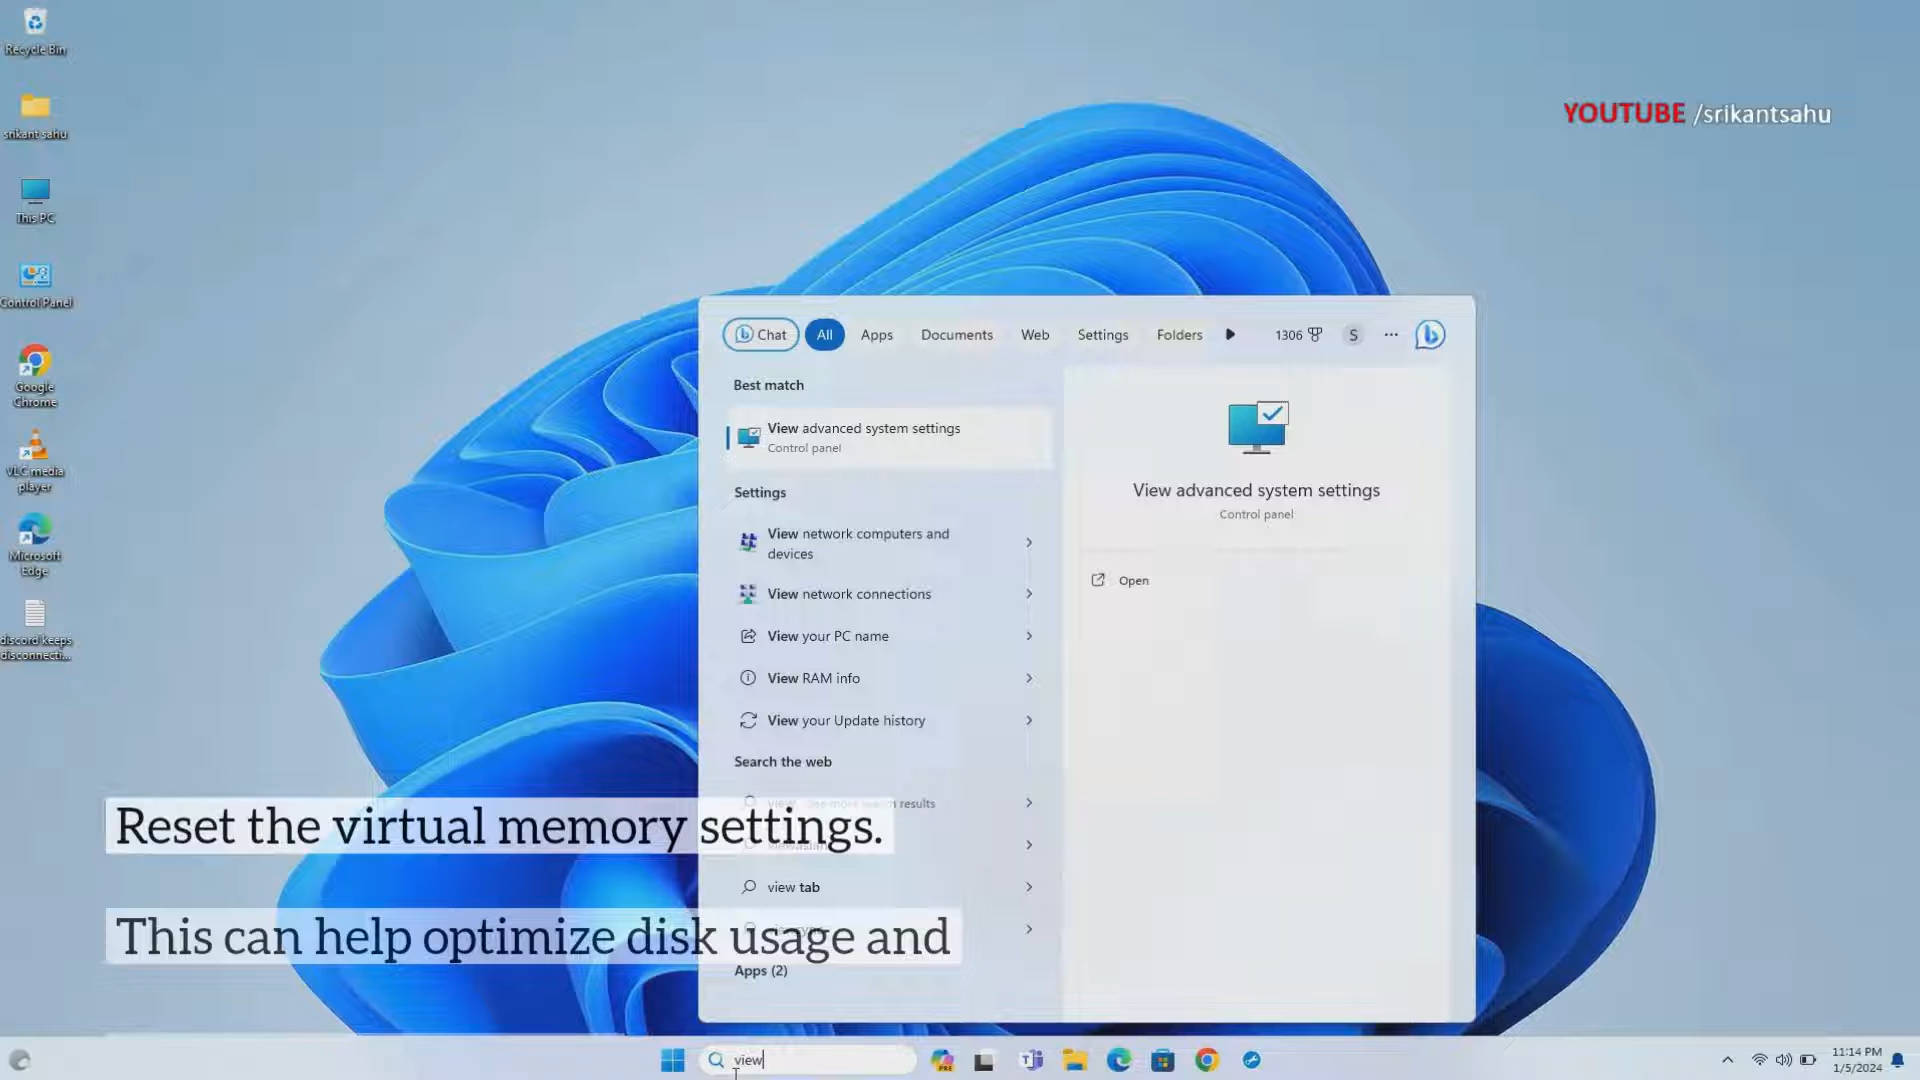 Recycle Bin
srikant sahu
This PC
Control Panel
Google
Chrome
VLC media
player
Microsoft
Edge
discord keeps
disconnecti...
YOUTUBE /srikantsahu
Chat All Apps Documents Web Settings Folders 1306 S ...
Best match
View advanced system settings
Control panel
Settings
View network computers and
devices
View network connections
View your PC name
View RAM info
View your Update history
Search the web
results
view tab
Apps (2)
View advanced system settings
Control panel
Open
Reset the virtual memory settings.
This can help optimize disk usage and
view
PRE
11:14 PM
1/5/2024